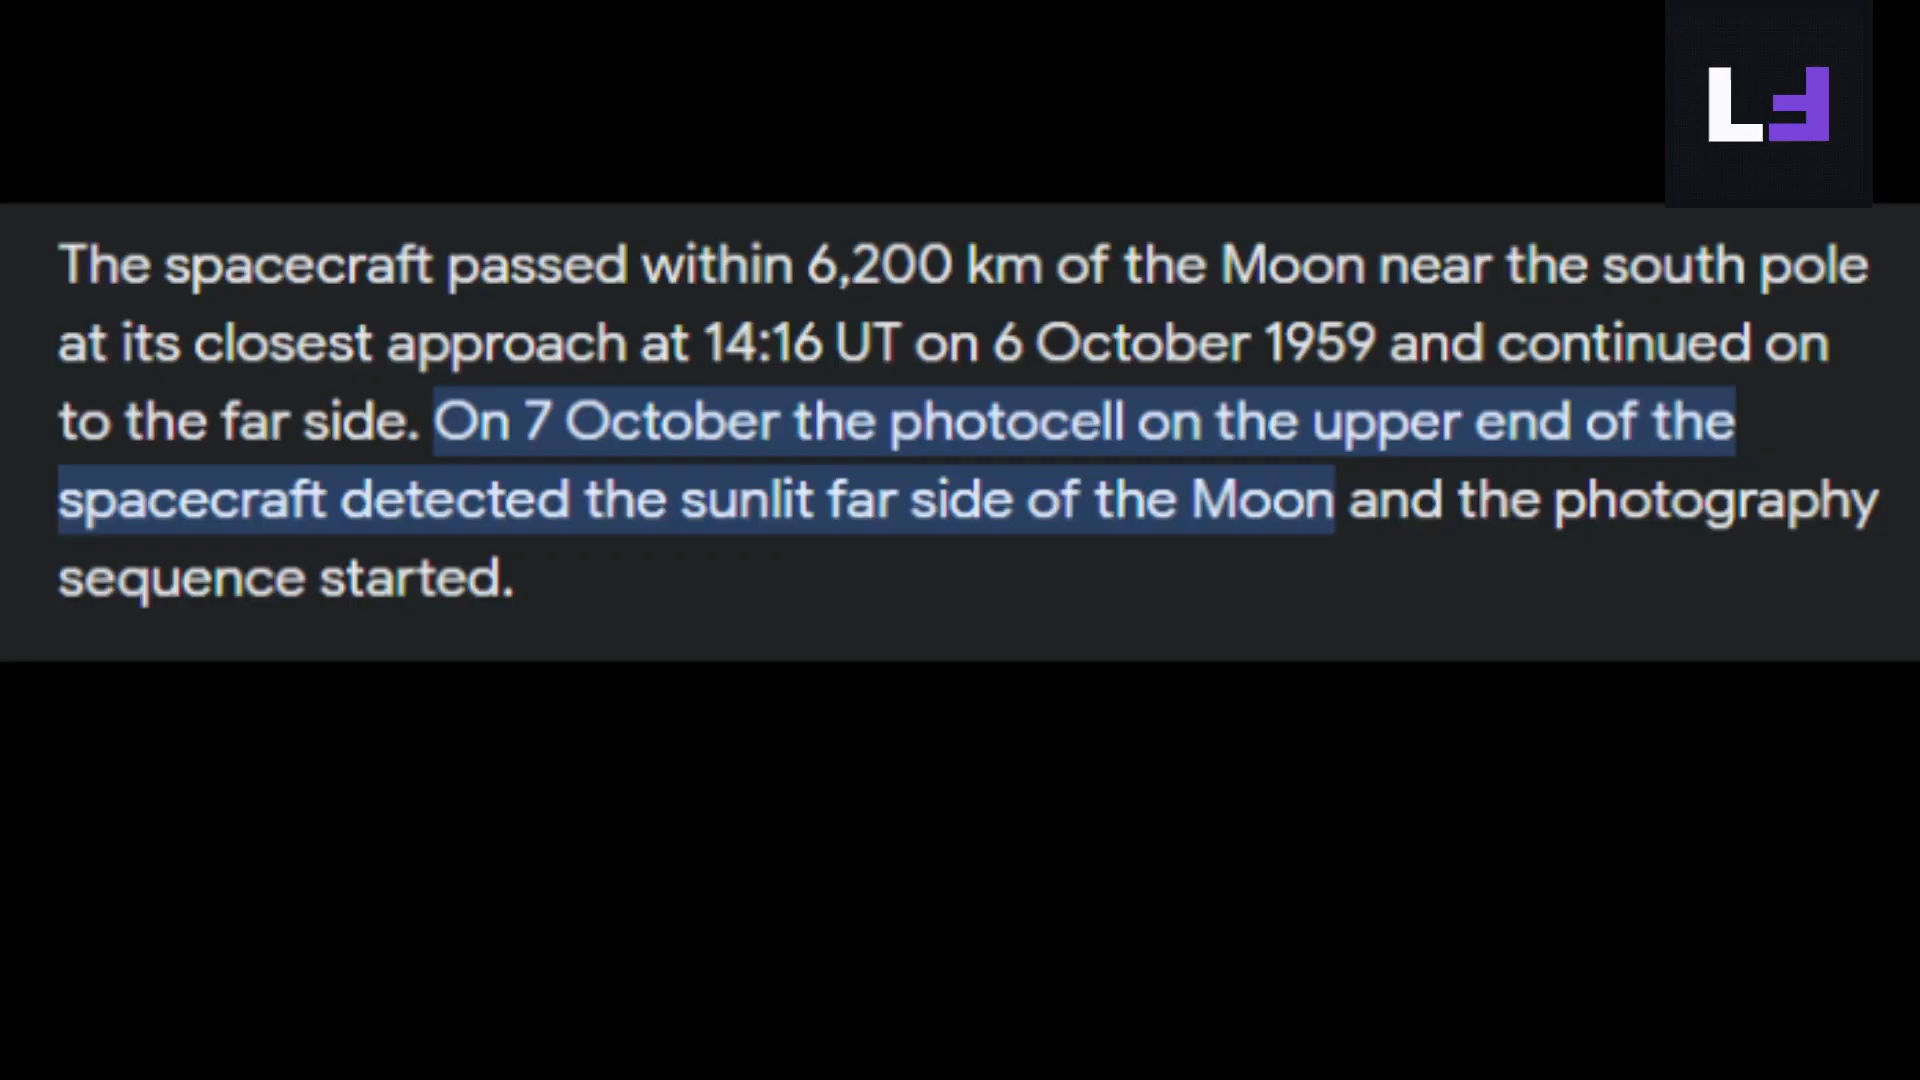 LF
The spacecraft passed within 6,200 km of the Moon near the south pole
at its closest approach at 14:16 UT on 6 October 1959 and continued on
to the far side. On 7 October the photocell on the upper end of the
spacecraft detected the sunlit far side of the Moon and the photography
sequence started.